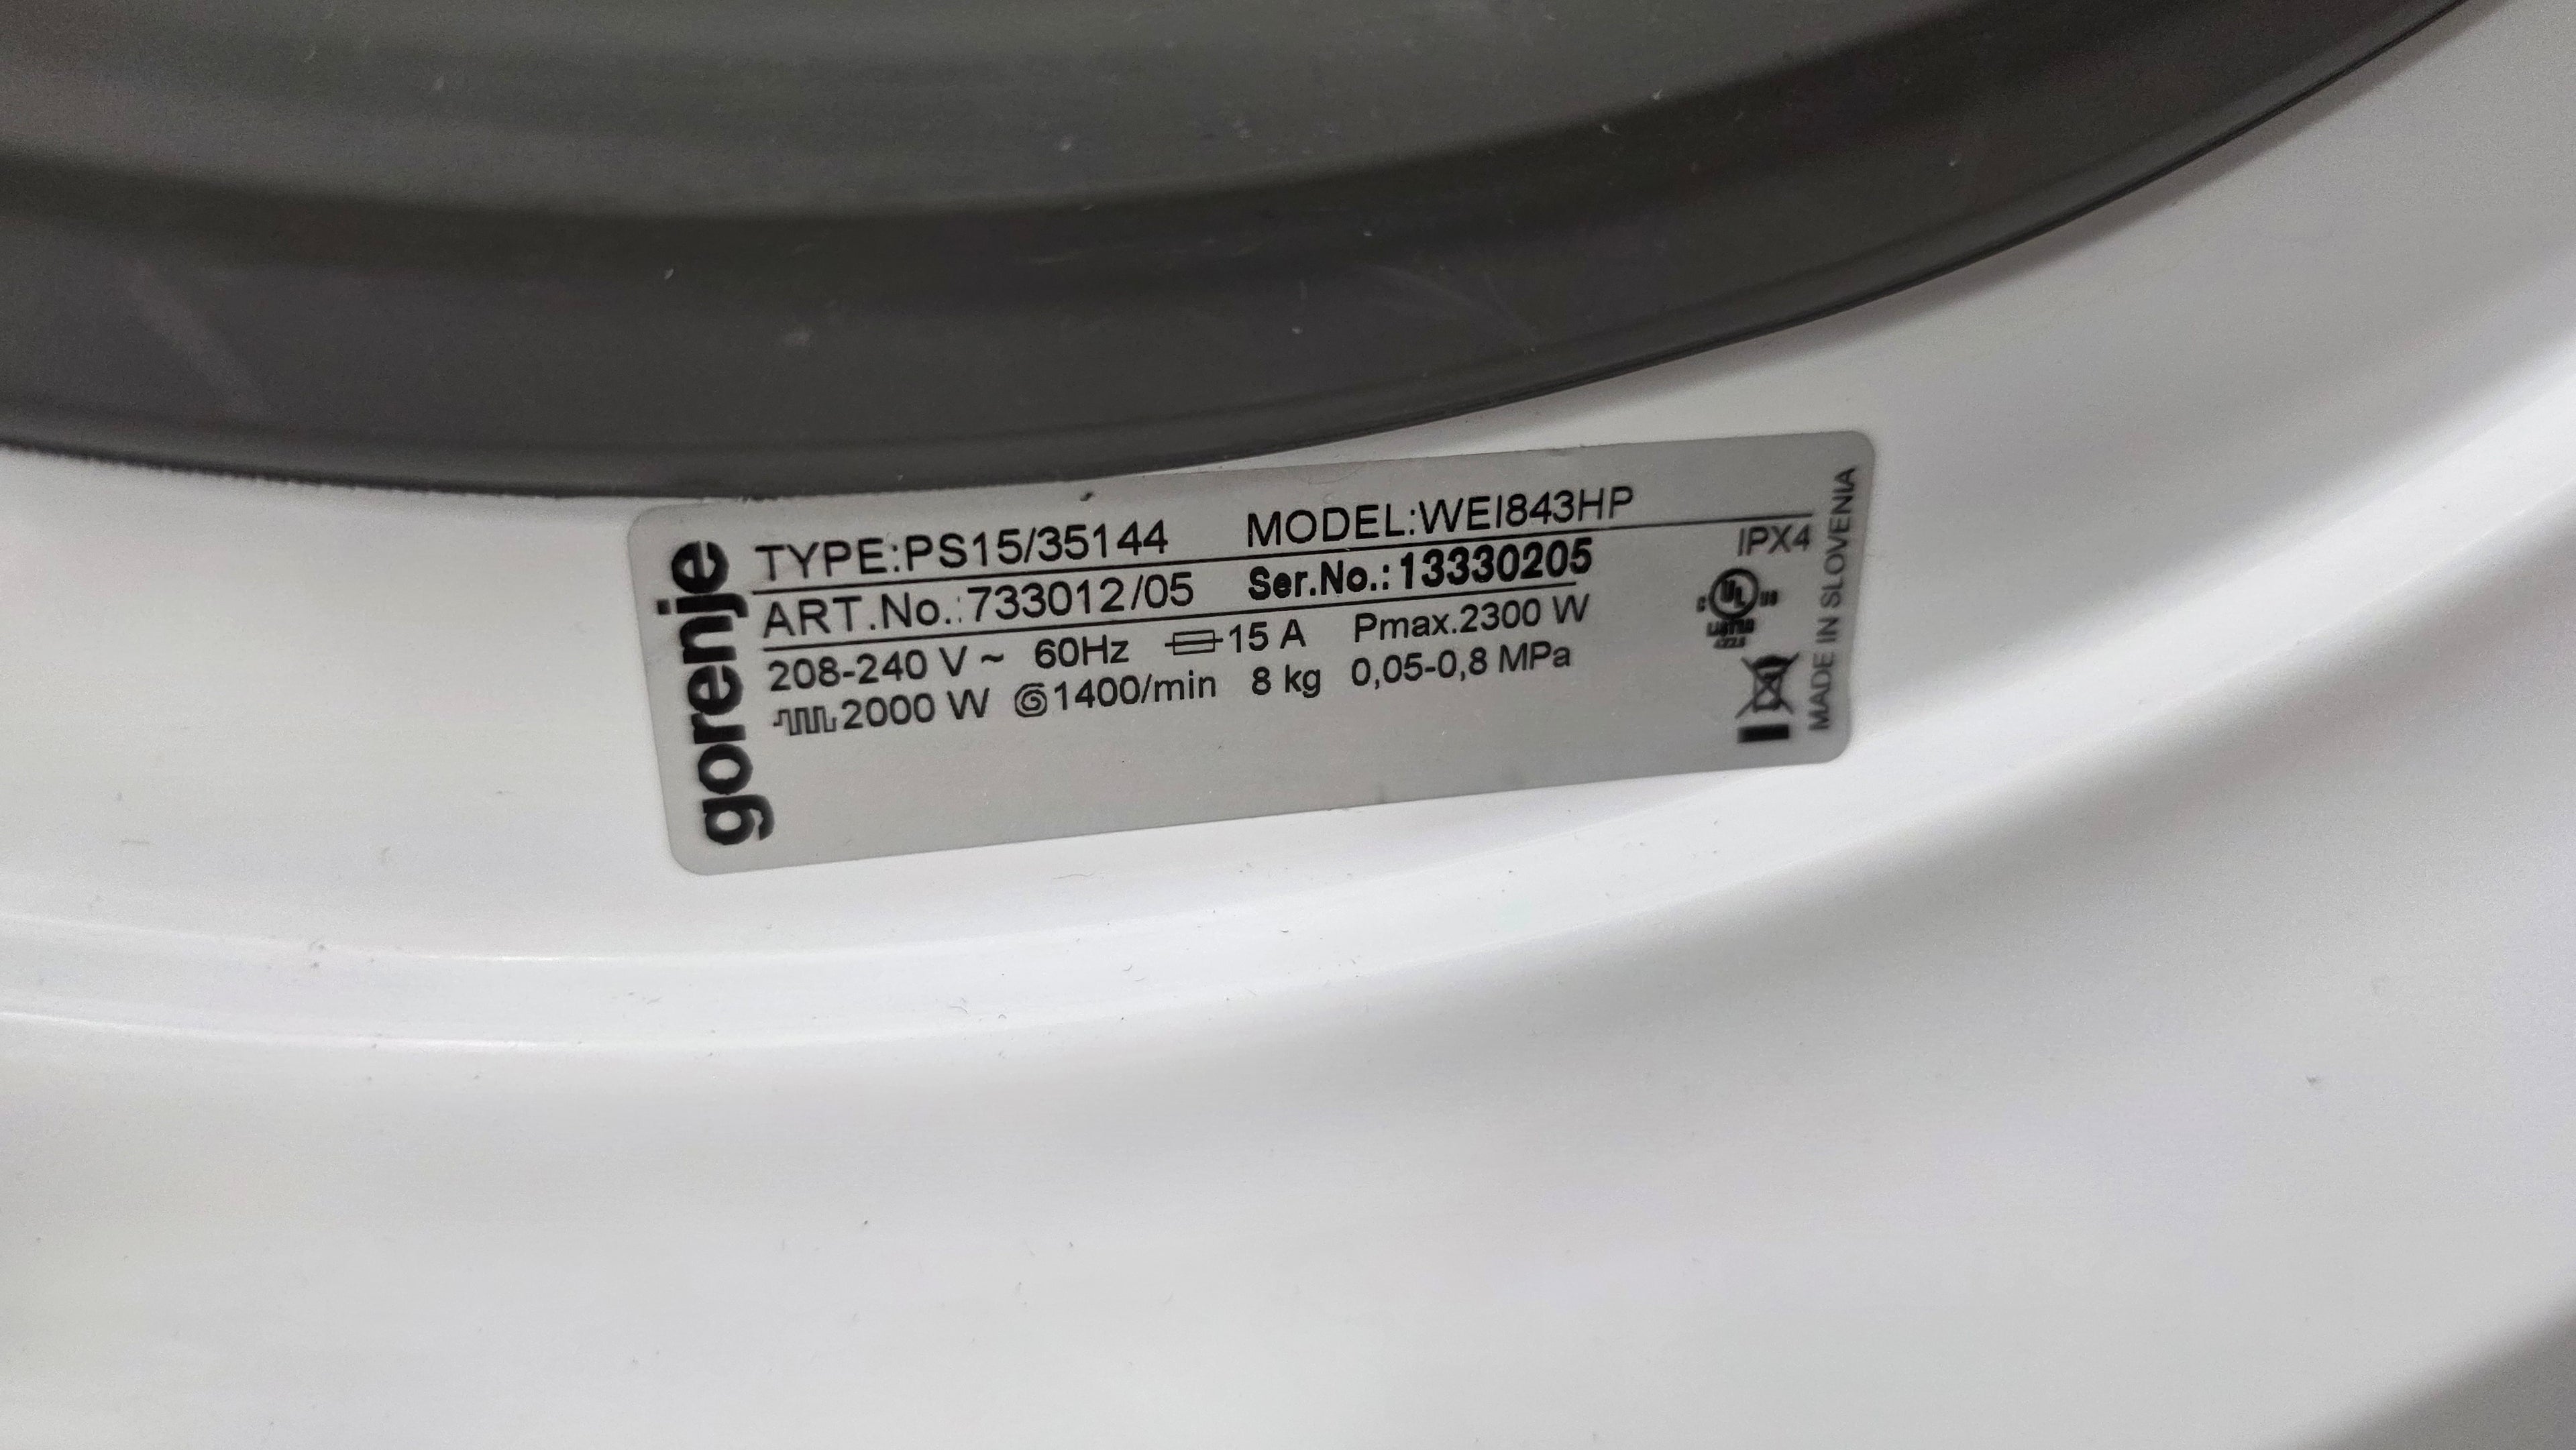 gorenje
TYPE:PS15/35144 MODEL:WEI843HP
ART.No.:733012/05 Ser.No.:13330205
208-240 V ~ 60Hz 15 A Pmax.2300 W
2000 W 1400/min 8 kg 0,05-0,8 MPa
IPX4
UL
MADE IN SLOVENIA